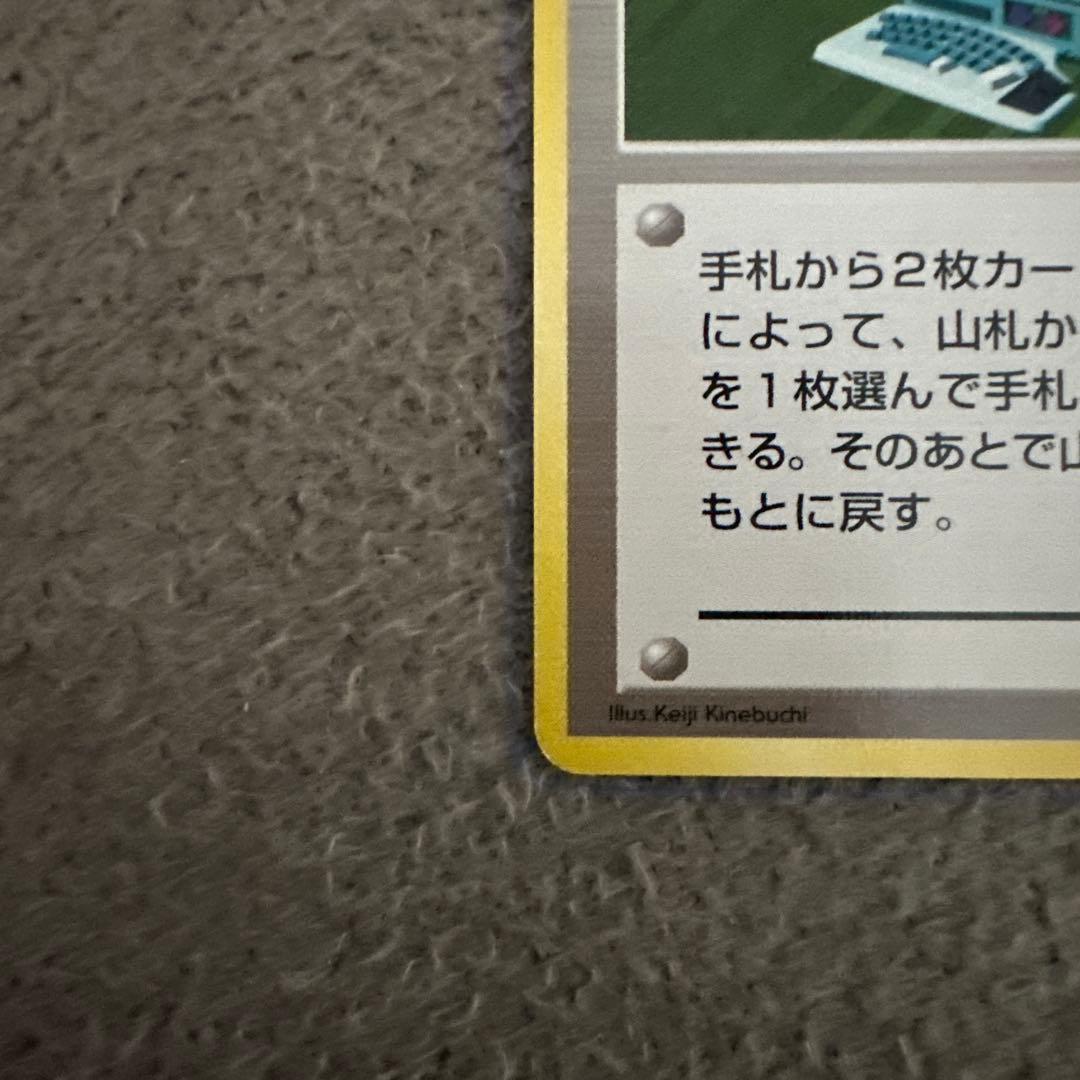 手札から2枚カー
によって、山札か
を1枚選んで手札
きる。そのあとで山
もとに戻す。
Illus. Keiji Kinebuchi